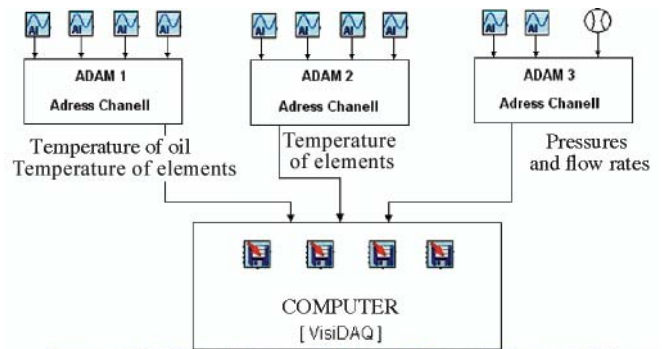 AI AI AI AI
AI AI AI AI
AI AI
ADAM 1
Adress Chanell
ADAM 2
Adress Chanell
ADAM 3
Adress Chanell
Temperature of oil
Temperature of elements
Temperature
of elements
Pressures
and flow rates
COMPUTER
[ VisiDAQ ]